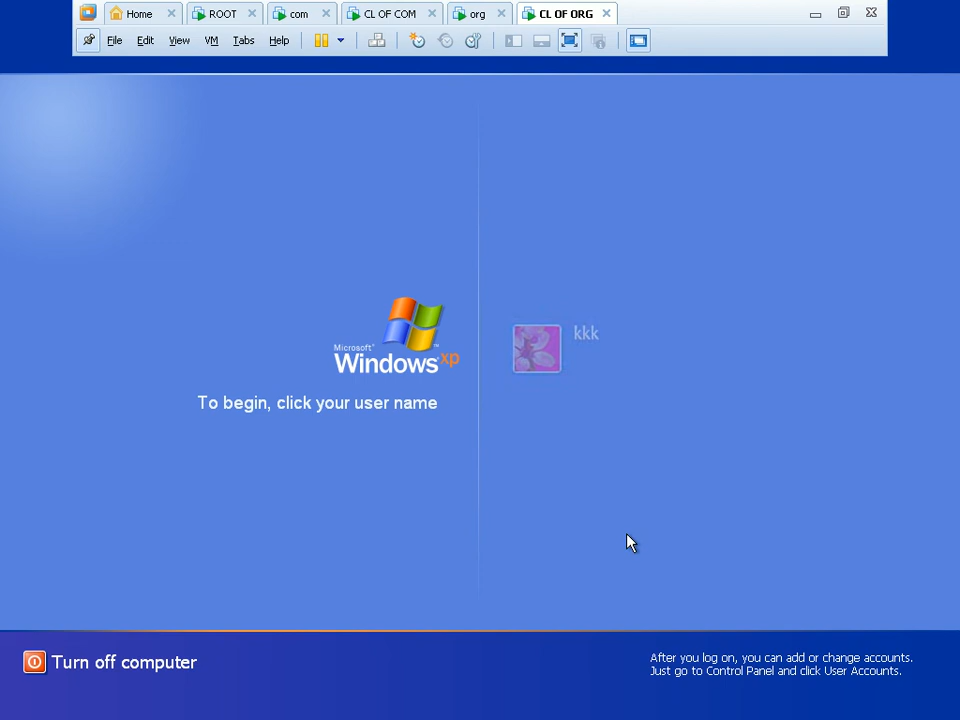 Home ROOT com CL OF COM org CL OF ORG
File Edit View VM Tabs Help
Microsoft®
Windows xp
kkk
To begin, click your user name
Turn off computer
After you log on, you can add or change accounts.
Just go to Control Panel and click User Accounts.